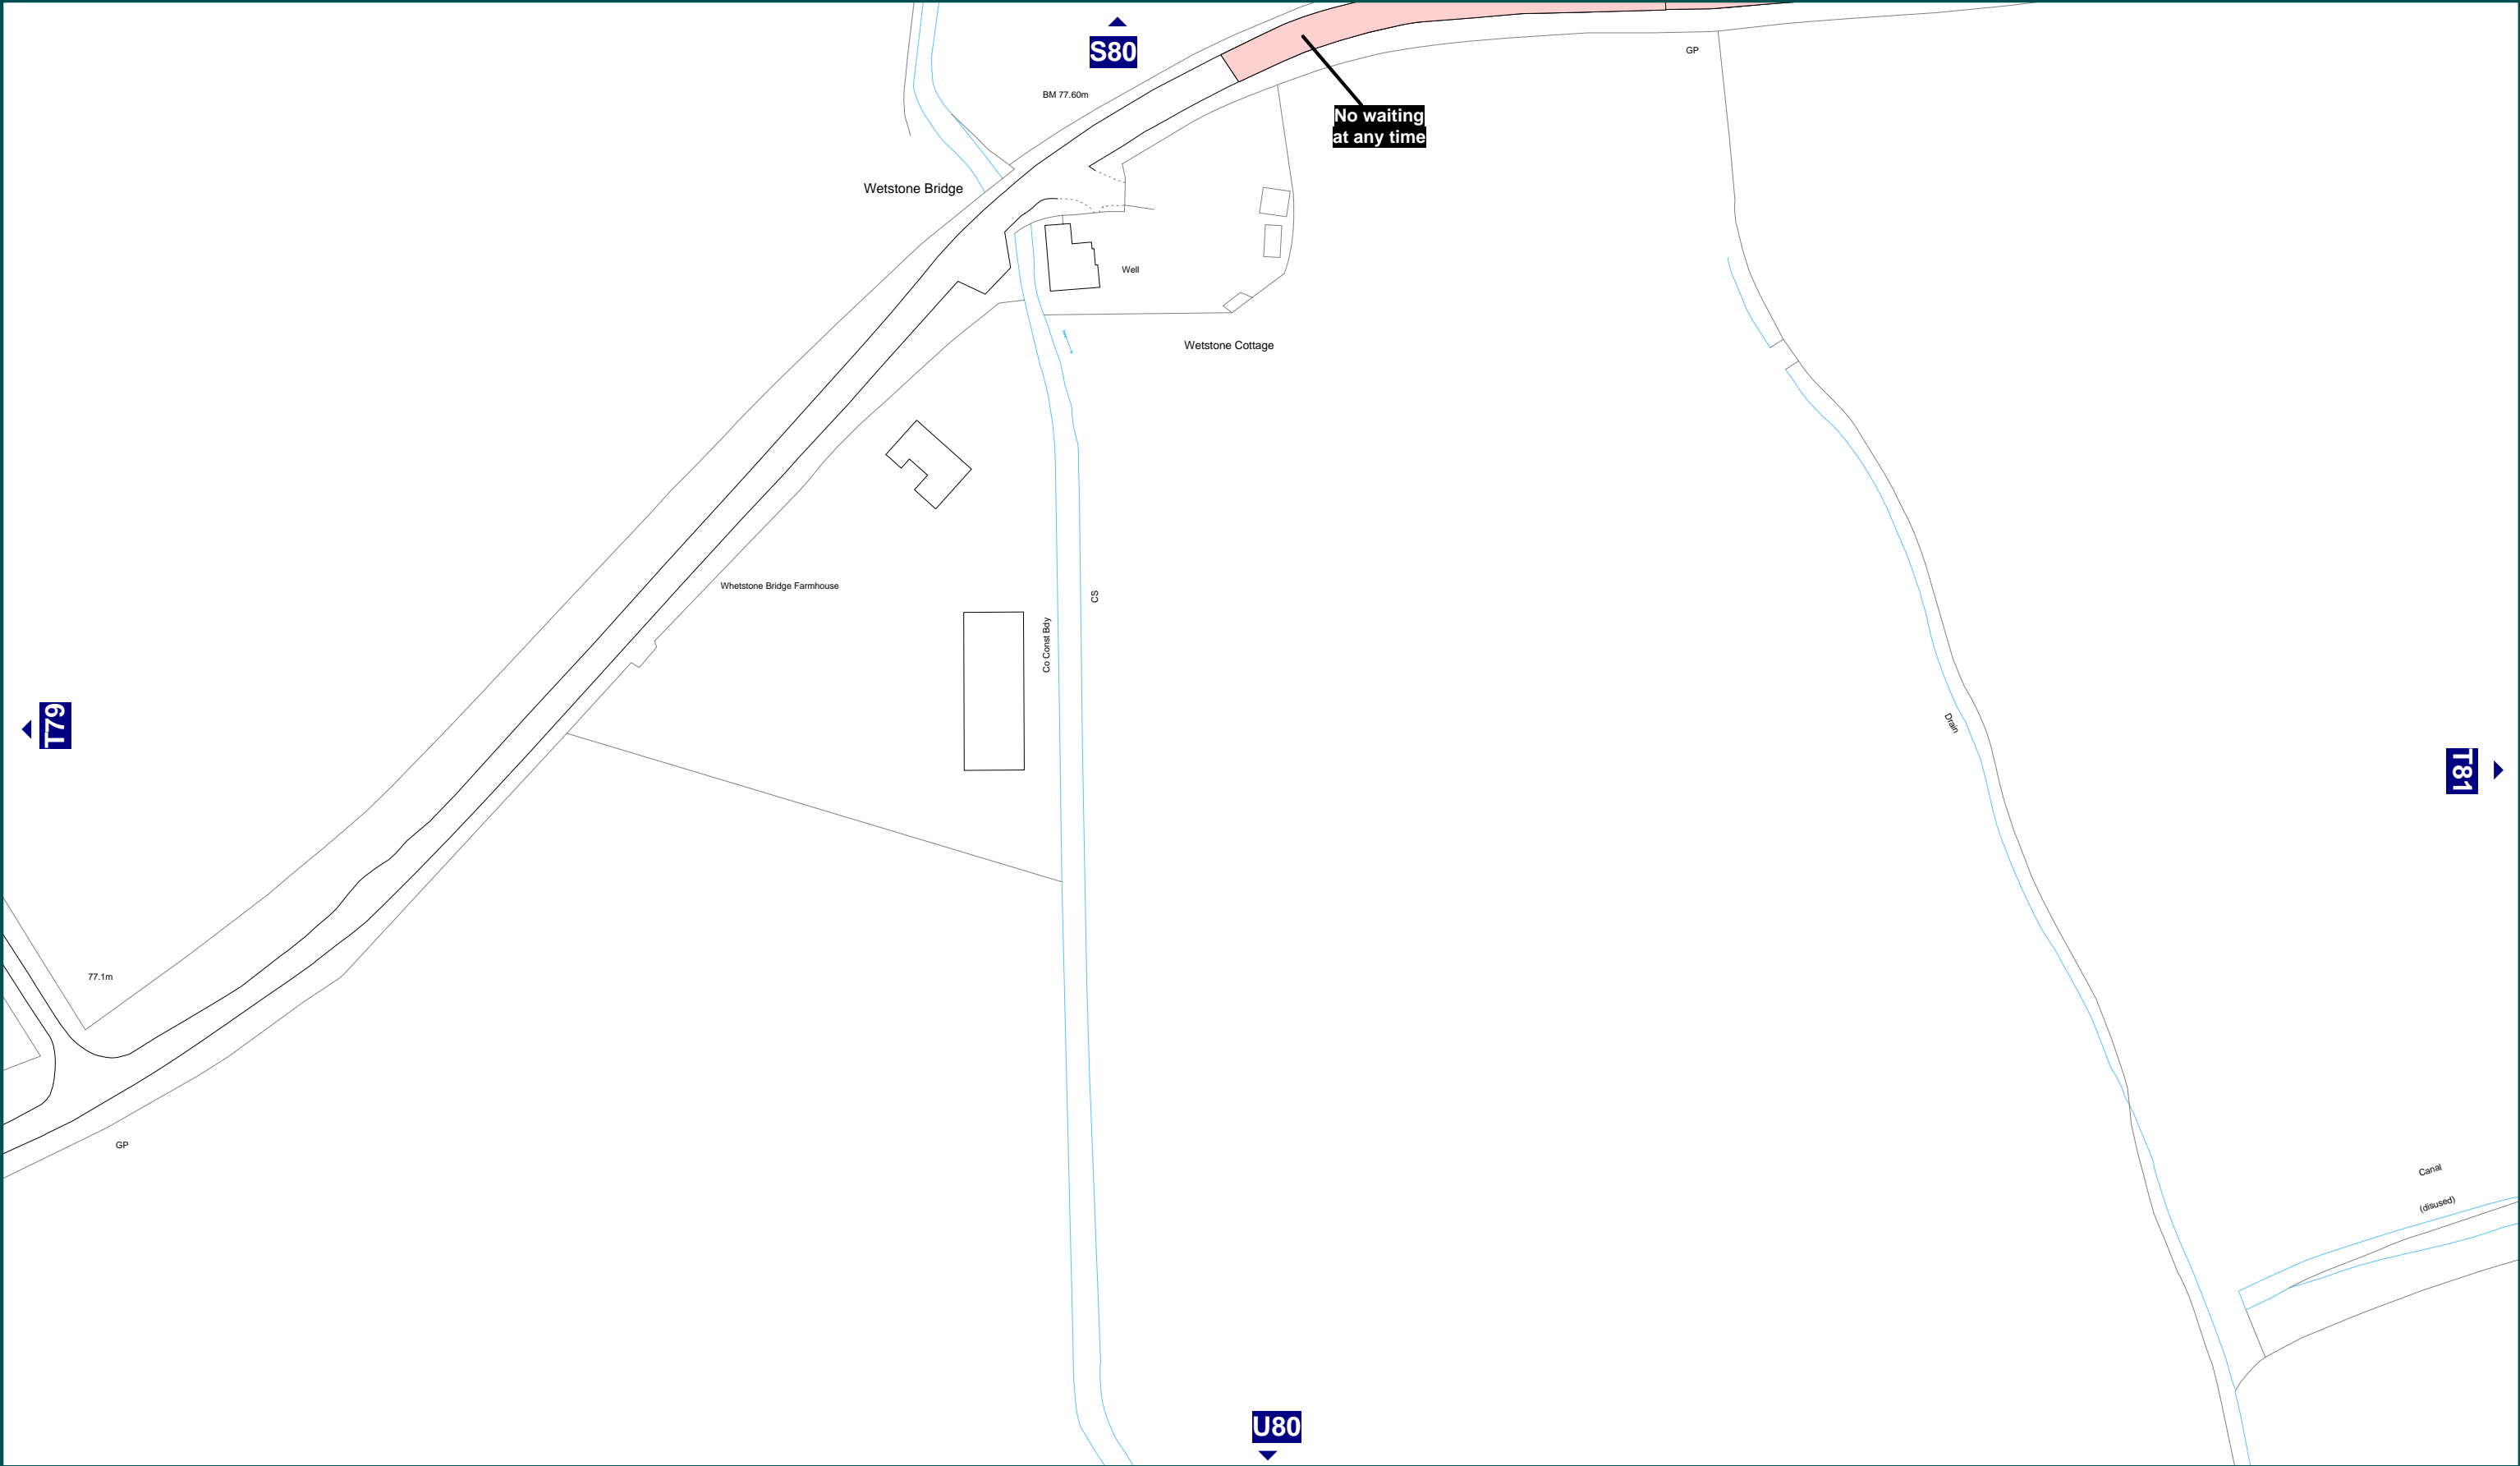 S80
GP
BM 77.60m
No waiting
at any time
Wetstone Bridge
Well
Wetstone Cottage
Whetstone Bridge Farmhouse
CS
Co Const Bdy
T79
Drain
T81
77.1m
GP
Canal
(disused)
U80